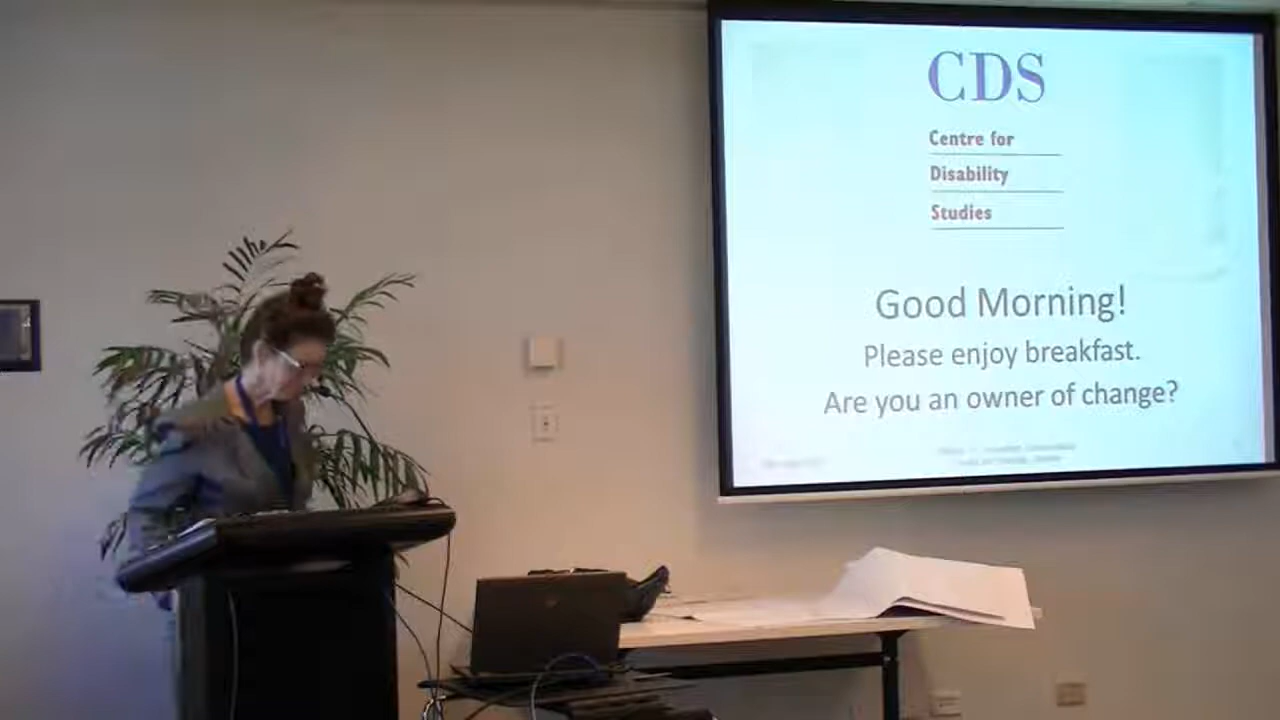 CDS
Centre for
Disability
Studies
Good Morning!
Please enjoy breakfast.
Are you an owner of change?